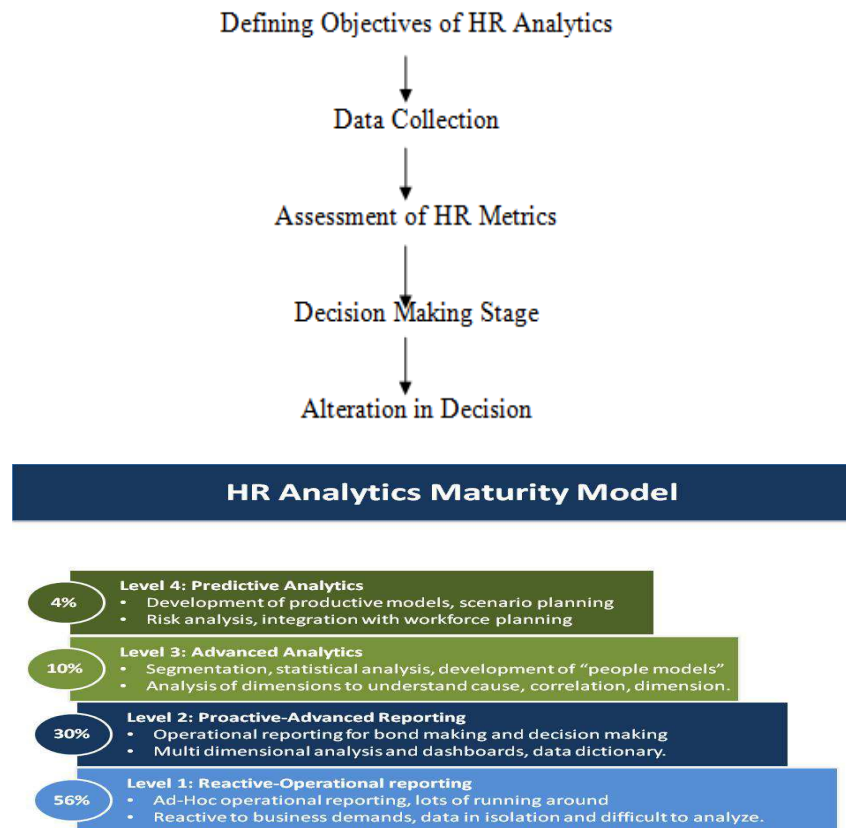 Defining Objectives of HR Analytics
Data Collection
Assessment of HR Metrics
Decision Making Stage
Alteration in Decision
HR Analytics Maturity Model
4%
Level 4: Predictive Analytics
• Development of productive models, scenario planning
• Risk analysis, integration with workforce planning
10%
Level 3: Advanced Analytics
• Segmentation, statistical analysis, development of “people models”
• Analysis of dimensions to understand cause, correlation, dimension.
30%
Level 2: Proactive-Advanced Reporting
• Operational reporting for bond making and decision making
• Multi dimensional analysis and dashboards, data dictionary.
56%
Level 1: Reactive-Operational reporting
• Ad-Hoc operational reporting, lots of running around
• Reactive to business demands, data in isolation and difficult to analyze.